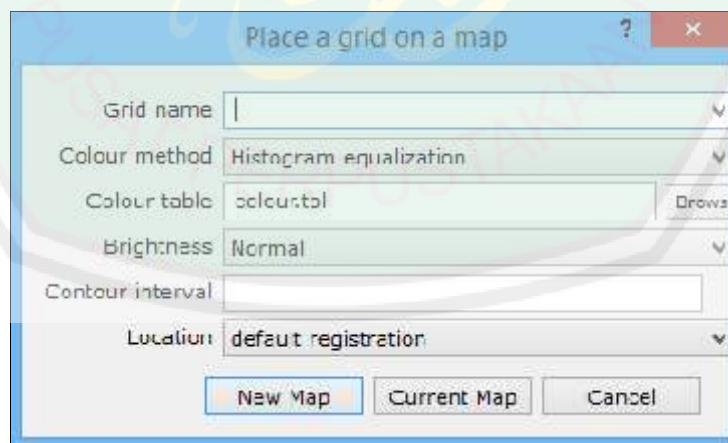 Place a grid on a map ? ×
Grid name
Colour method Histogram equalization
Colour table colour.tbl Brows
Brightness Normal
Contour interval
Location default registration
New Map Current Map Cancel